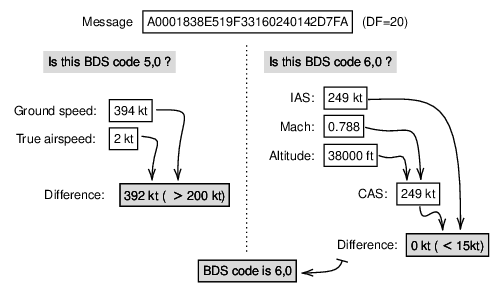 Message A0001838E519F33160240142D7FA (DF=20)
Is this BDS code 5,0 ?
Ground speed: 394 kt
True airspeed: 2 kt
Difference: 392 kt ( > 200 kt)
Is this BDS code 6,0 ?
IAS: 249 kt
Mach: 0.788
Altitude: 38000 ft
CAS: 249 kt
Difference: 0 kt ( < 15kt)
BDS code is 6,0